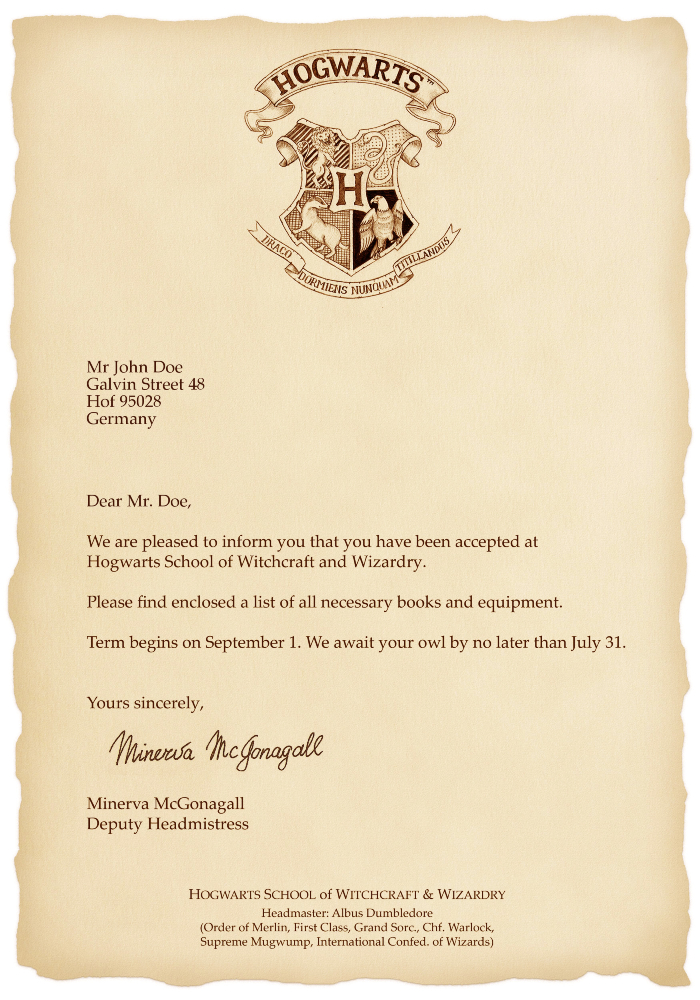 HOGWARTS™
H
DRACO DORMIENS NUNQUAM TITILLANDUS
Mr John Doe
Galvin Street 48
Hof 95028
Germany
Dear Mr. Doe,
We are pleased to inform you that you have been accepted at
Hogwarts School of Witchcraft and Wizardry.
Please find enclosed a list of all necessary books and equipment.
Term begins on September 1. We await your owl by no later than July 31.
Yours sincerely,
Minerva McGonagall
Minerva McGonagall
Deputy Headmistress
HOGWARTS SCHOOL of WITCHCRAFT & WIZARDRY
Headmaster: Albus Dumbledore
(Order of Merlin, First Class, Grand Sorc., Chf. Warlock,
Supreme Mugwump, International Confed. of Wizards)